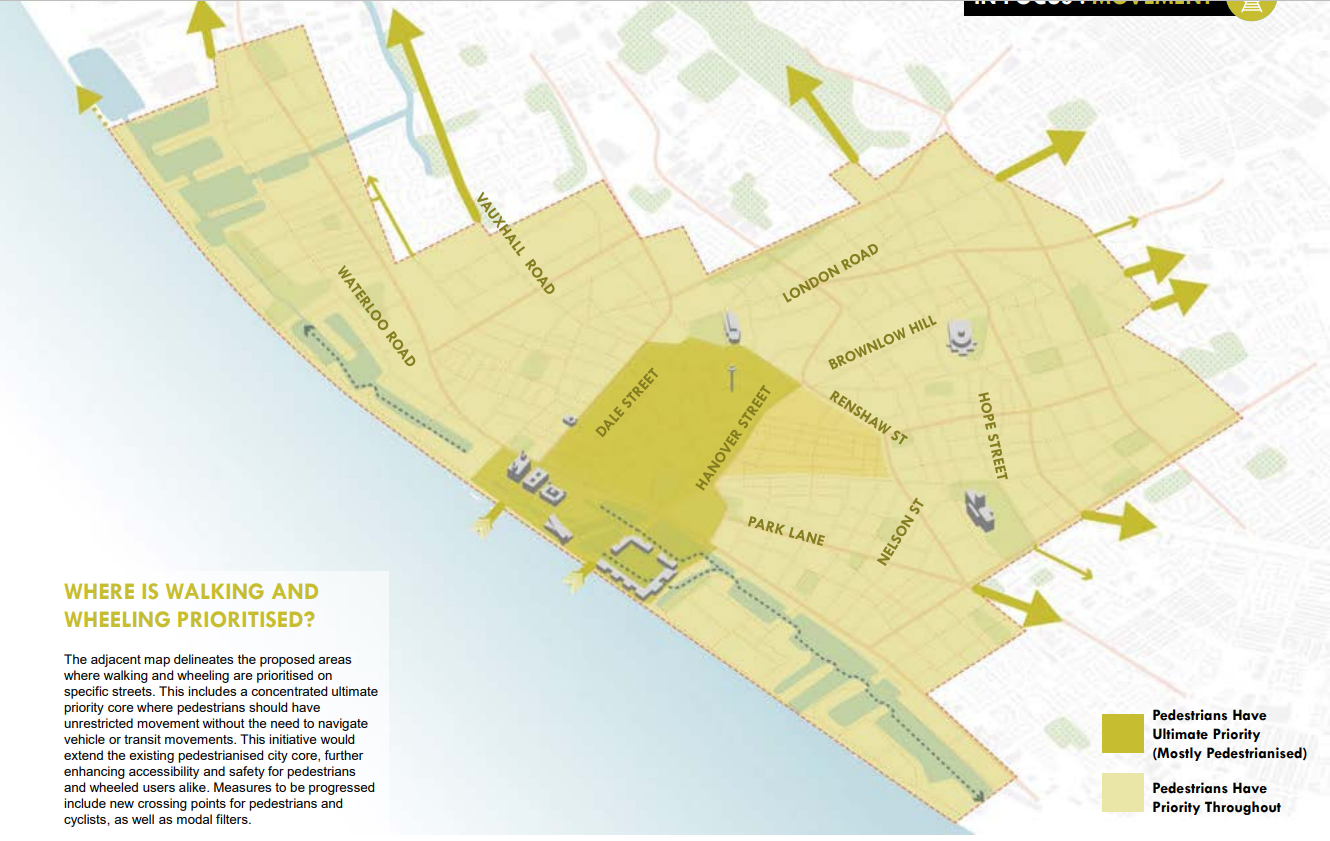 IN FOCUS : MOVEMENT
VAUXHALL ROAD
WATERLOO ROAD
LONDON ROAD
BROWNLOW HILL
DALE STREET
HANOVER STREET
RENSHAW ST
HOPE STREET
PARK LANE
NELSON ST
WHERE IS WALKING AND
WHEELING PRIORITISED?
The adjacent map delineates the proposed areas
where walking and wheeling are prioritised on
specific streets. This includes a concentrated ultimate
priority core where pedestrians should have
unrestricted movement without the need to navigate
vehicle or transit movements. This initiative would
extend the existing pedestrianised city core, further
enhancing accessibility and safety for pedestrians
and wheeled users alike. Measures to be progressed
include new crossing points for pedestrians and
cyclists, as well as modal filters.
Pedestrians Have
Ultimate Priority
(Mostly Pedestrianised)
Pedestrians Have
Priority Throughout